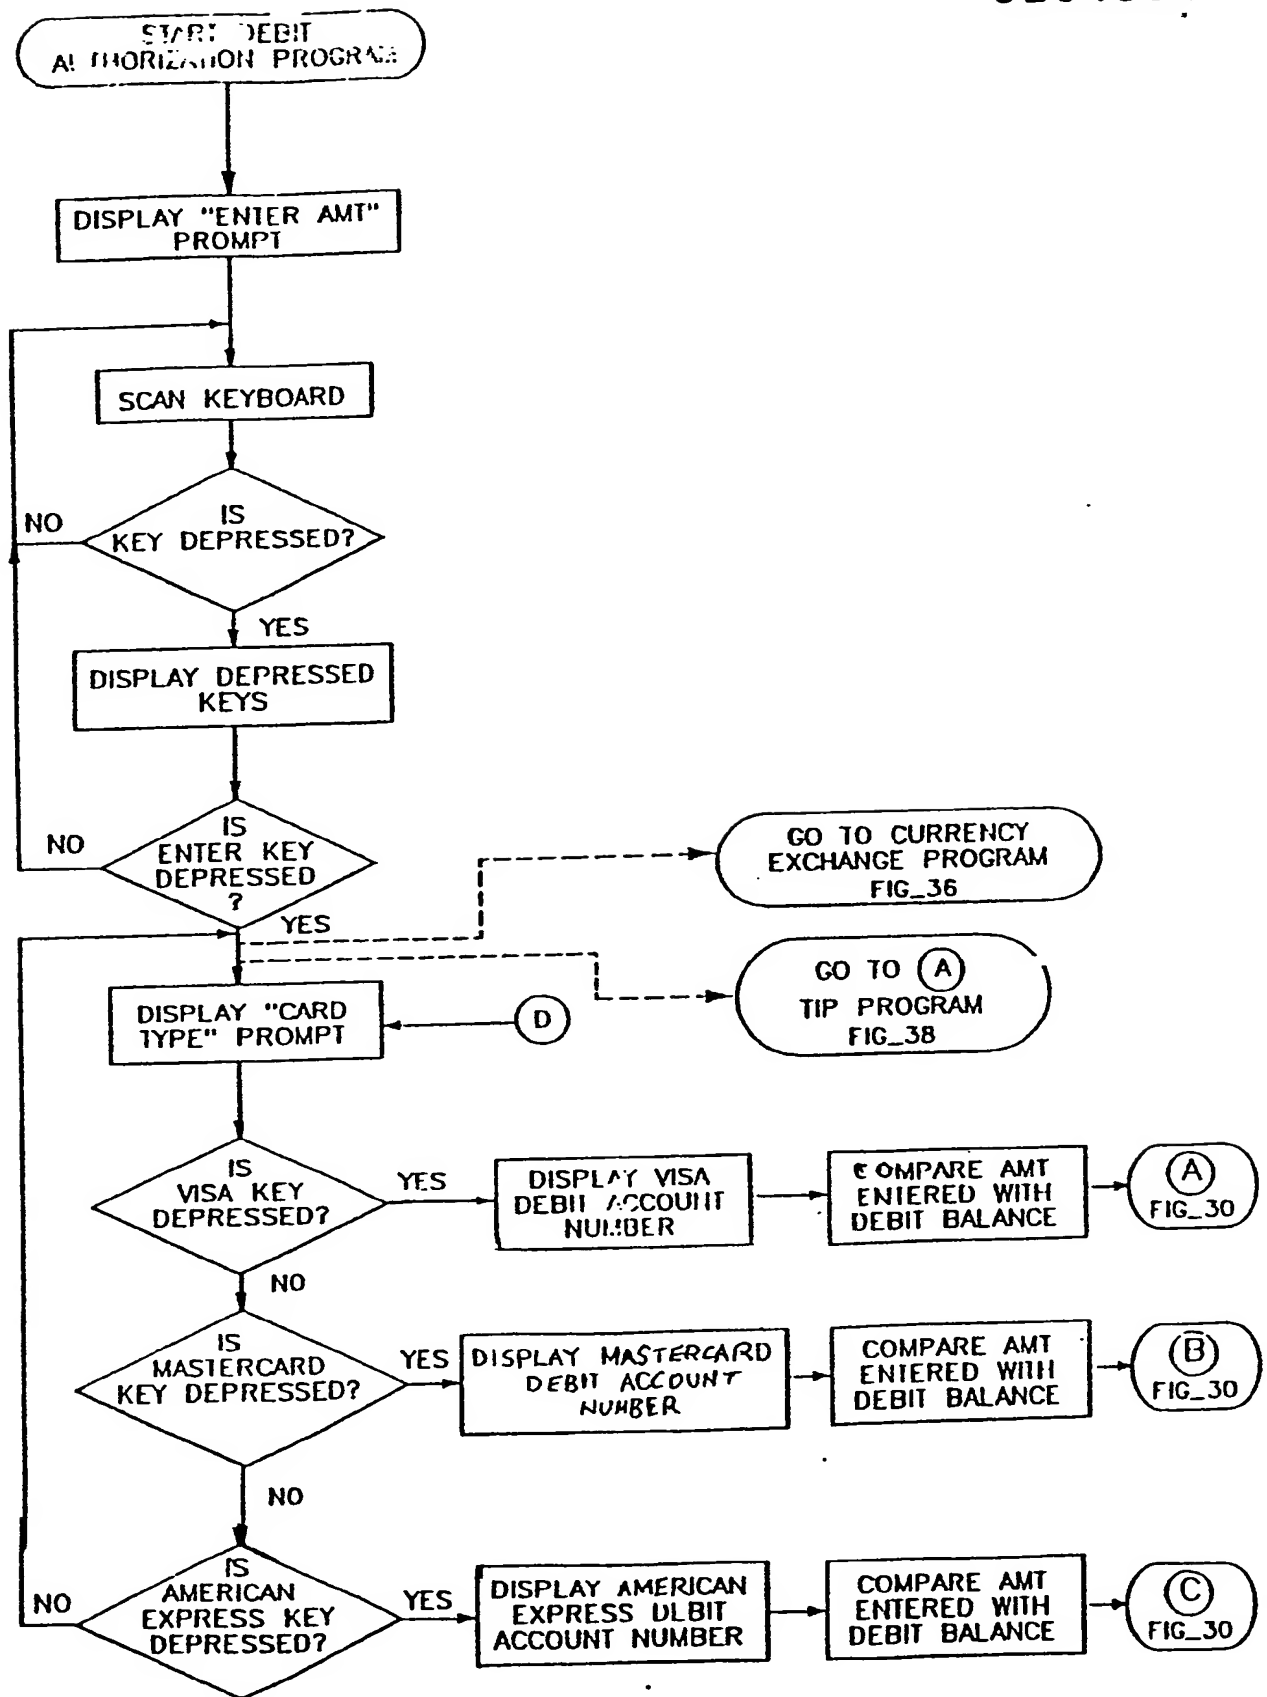 START DEBIT
AUTHORIZATION PROGRAM
DISPLAY "ENTER AMT"
PROMPT
SCAN KEYBOARD
IS
KEY DEPRESSED?
NO
YES
DISPLAY DEPRESSED
KEYS
IS
ENTER KEY
DEPRESSED
?
NO
YES
GO TO CURRENCY
EXCHANGE PROGRAM
FIG_36
GO TO A
TIP PROGRAM
FIG_38
DISPLAY "CARD
TYPE" PROMPT
D
IS
VISA KEY
DEPRESSED?
YES
DISPLAY VISA
DEBIT ACCOUNT
NUMBER
COMPARE AMT
ENTERED WITH
DEBIT BALANCE
A
FIG_30
NO
IS
MASTERCARD
KEY DEPRESSED?
YES
DISPLAY MASTERCARD
DEBIT ACCOUNT
NUMBER
COMPARE AMT
ENTERED WITH
DEBIT BALANCE
B
FIG_30
NO
IS
AMERICAN
EXPRESS KEY
DEPRESSED?
NO
YES
DISPLAY AMERICAN
EXPRESS DEBIT
ACCOUNT NUMBER
COMPARE AMT
ENTERED WITH
DEBIT BALANCE
C
FIG_30